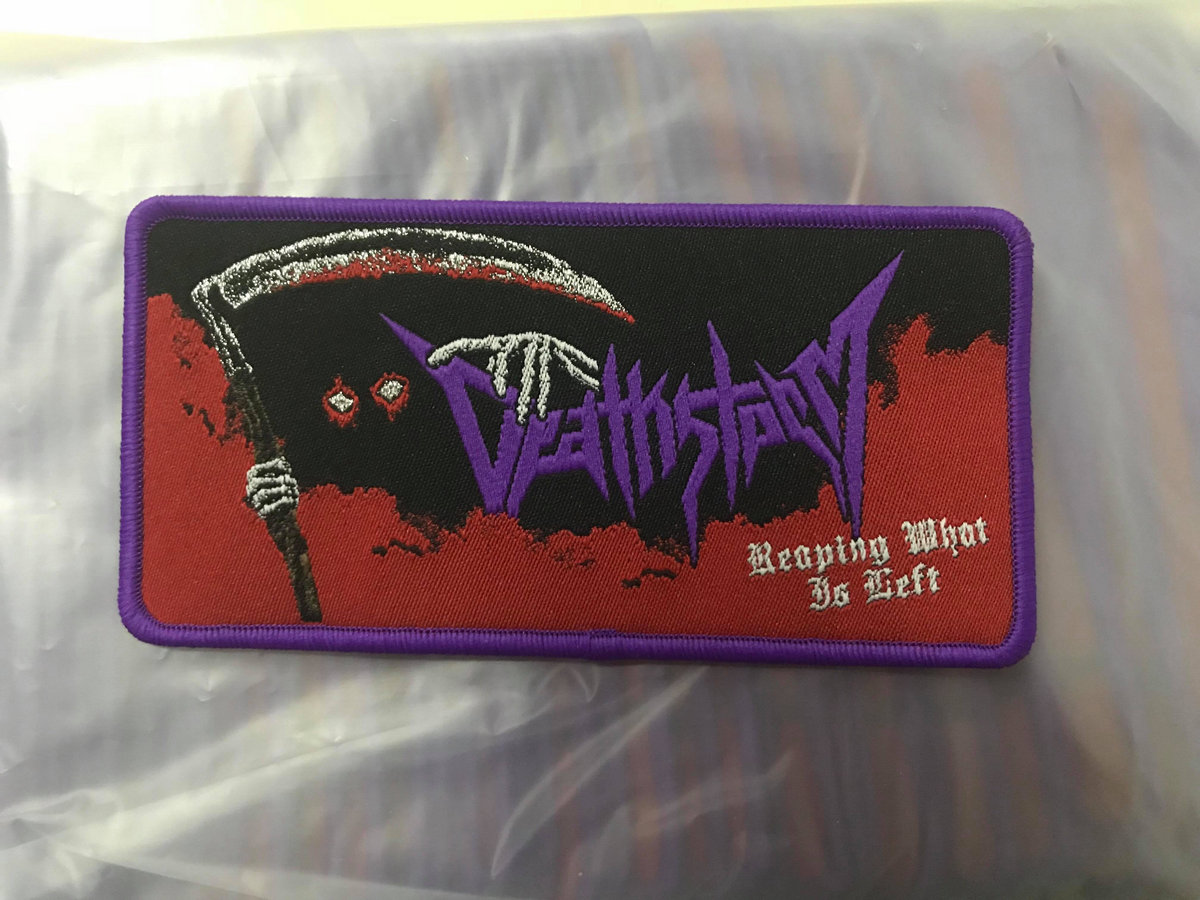 Deathstorm
Reaping What
Is Left